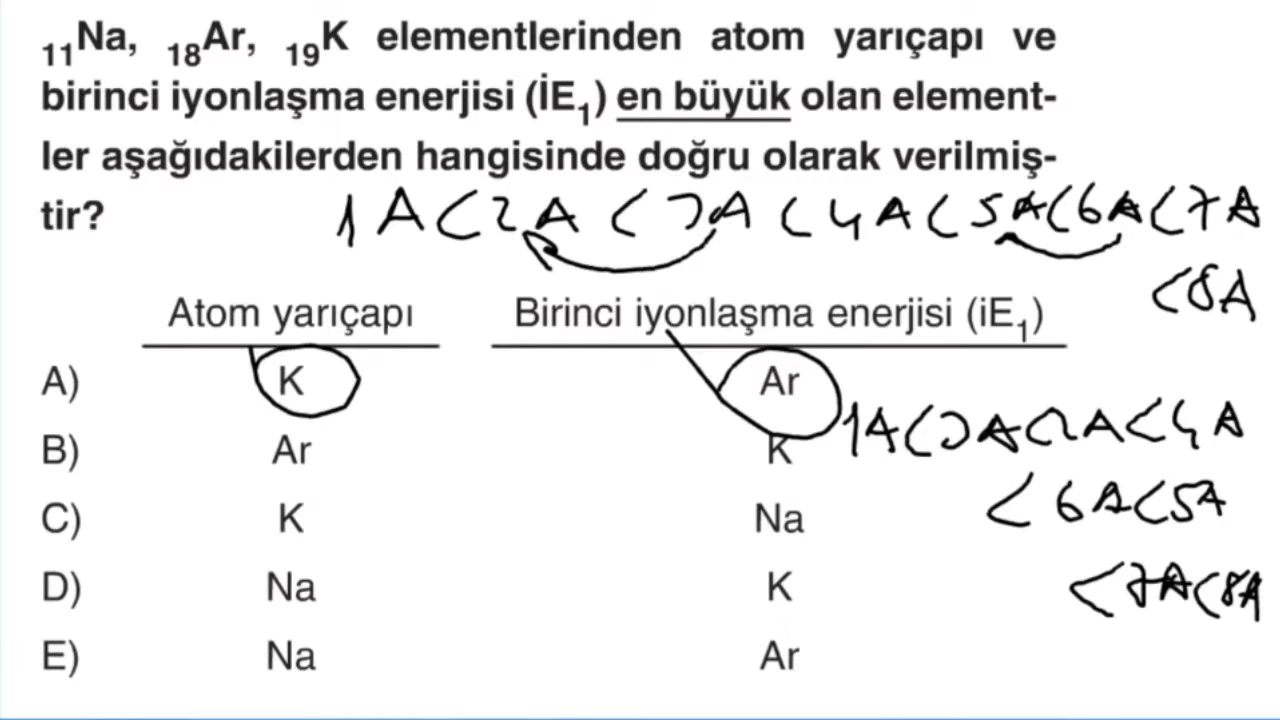 ₁₁Na, ₁₈Ar, ₁₉K elementlerinden atom yarıçapı ve
birinci iyonlaşma enerjisi (İE₁) en büyük olan element-
ler aşağıdakilerden hangisinde doğru olarak verilmiş-
tir?
1A<2A<3A<4A<5A<6A<7A
<8A
Atom yarıçapı Birinci iyonlaşma enerjisi (iE₁)
A) K Ar
B) Ar K
C) K Na
D) Na K
E) Na Ar
1A<3A<2A<4A
<6A<5A
<7A<8A